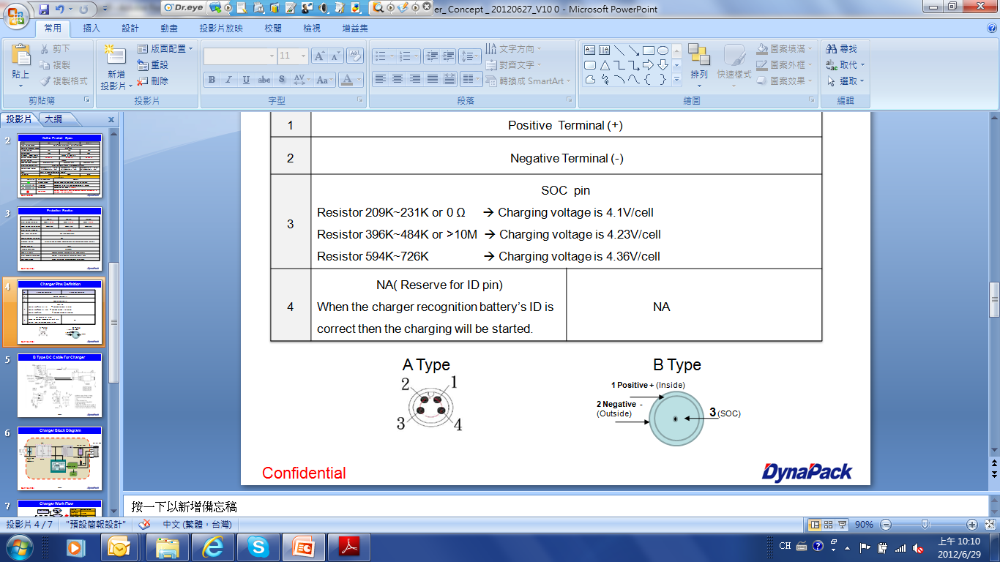 Dr.eye
er_ Concept _ 20120627_V10 0 - Microsoft PowerPoint
常用 插入 設計 動畫 投影片放映 校閱 檢視 增益集
貼上
剪下
複製
複製格式
剪貼簿
新增
投影片
版面配置
重設
刪除
投影片
11
B I U abc S AV Aa A
字型
文字方向
對齊文字
轉換成 SmartArt
段落
排列
快速樣式
圖案填滿
圖案外框
圖案效果
繪圖
尋找
取代
選取
編輯
投影片 大綱
2
3
Charger Pins Definition
4
5
B Type DC Cable For Charger
6
Charger Block Diagram
7
Charger Work Flow
1 Positive Terminal (+)
2 Negative Terminal (-)
3
SOC pin
Resistor 209K~231K or 0 Ω → Charging voltage is 4.1V/cell
Resistor 396K~484K or >10M → Charging voltage is 4.23V/cell
Resistor 594K~726K → Charging voltage is 4.36V/cell
4
NA( Reserve for ID pin)
When the charger recognition battery’s ID is
correct then the charging will be started.
NA
A Type
2 1
3 4
B Type
1 Positive + (Inside)
2 Negative -
(Outside)
3 (SOC)
Confidential
DynaPack
按一下以新增備忘稿
投影片 4 / 7 "預設簡報設計" 中文 (繁體，台灣) 90%
CH
上午 10:10
2012/6/29